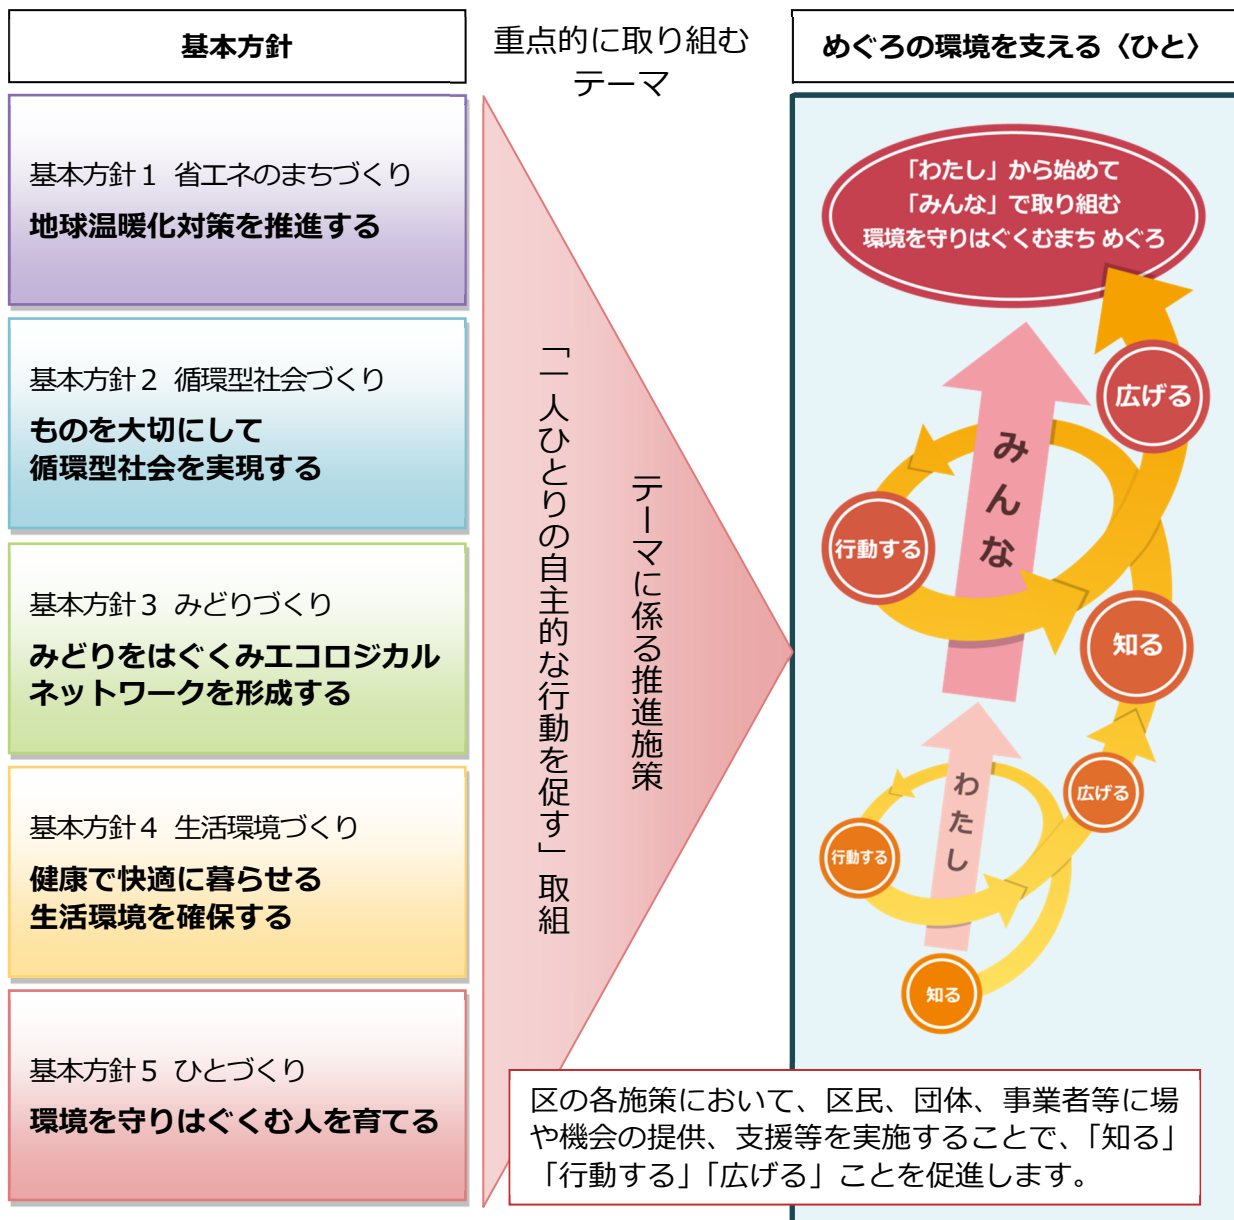 基本方針
重点的に取り組む
テーマ
めぐろの環境を支える〈ひと〉
基本方針1 省エネのまちづくり
地球温暖化対策を推進する
基本方針2 循環型社会づくり
ものを大切にして
循環型社会を実現する
基本方針3 みどりづくり
みどりをはぐくみエコロジカル
ネットワークを形成する
基本方針4 生活環境づくり
健康で快適に暮らせる
生活環境を確保する
基本方針5 ひとづくり
環境を守りはぐくむ人を育てる
「一人ひとりの自主的な行動を促す」取組
テーマに係る推進施策
「わたし」から始めて
「みんな」で取り組む
環境を守りはぐくむまち めぐろ
広げる
みんな
行動する
知る
広げる
わたし
行動する
知る
区の各施策において、区民、団体、事業者等に場
や機会の提供、支援等を実施することで、「知る」
「行動する」「広げる」ことを促進します。